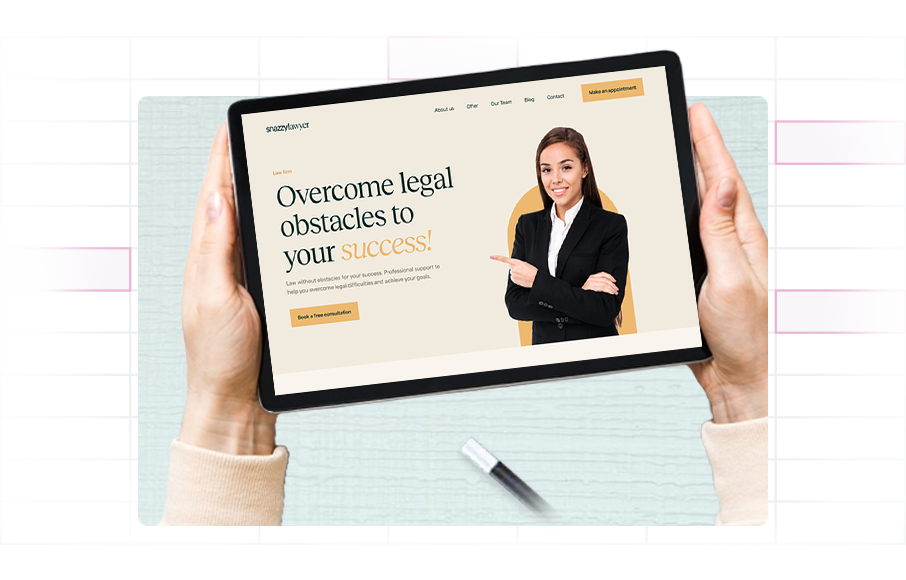 snazzylawyer
About us
Offer
Our Team
Blog
Contact
Make an appointment
Law firm
Overcome legal
obstacles to
your success!
Law without obstacles for your success. Professional support to
help you overcome legal difficulties and achieve your goals.
Book a free consultation